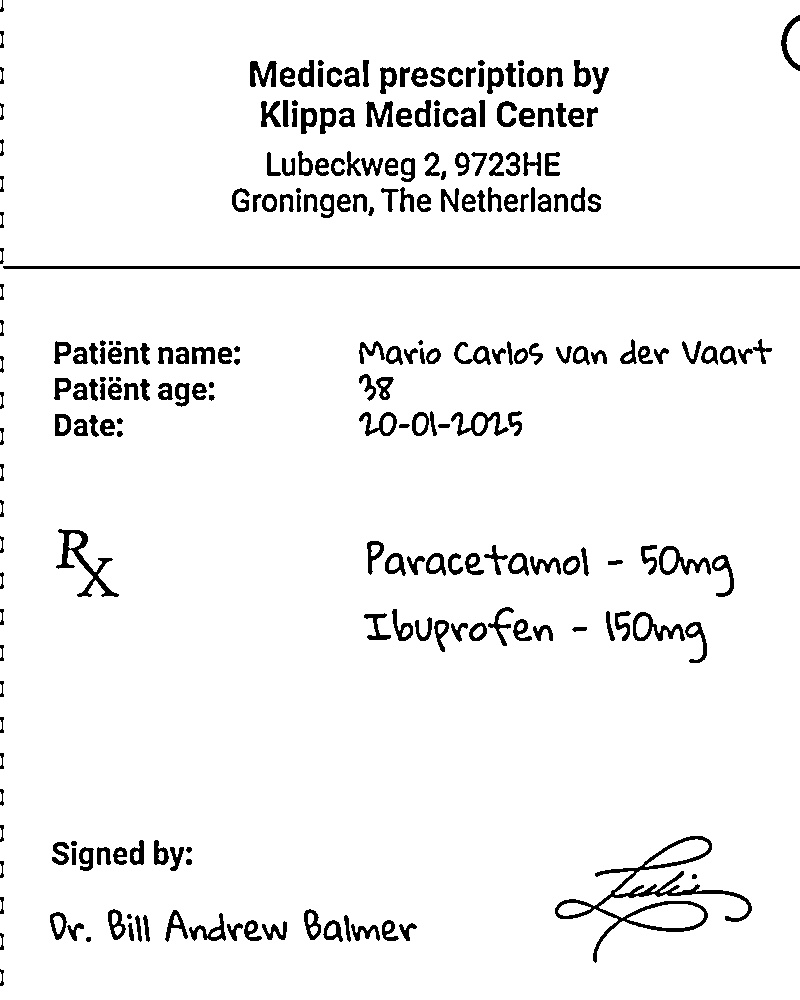 Medical prescription by
Klippa Medical Center
Lubeckweg 2, 9723HE
Groningen, The Netherlands
Patiënt name: Mario Carlos van der Vaart
Patiënt age: 38
Date: 20-01-2025
Rx
Paracetamol - 50mg
Ibuprofen - 150mg
Signed by:
Dr. Bill Andrew Balmer